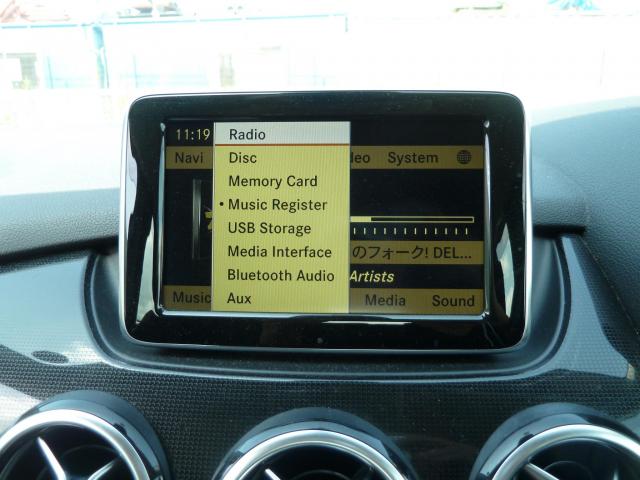 11:19
Radio
Navi
Disc
leo
System
Memory Card
• Music Register
USB Storage
Media Interface
のフォーク! DEL...
Bluetooth Audio
Artists
Music
Aux
Media
Sound